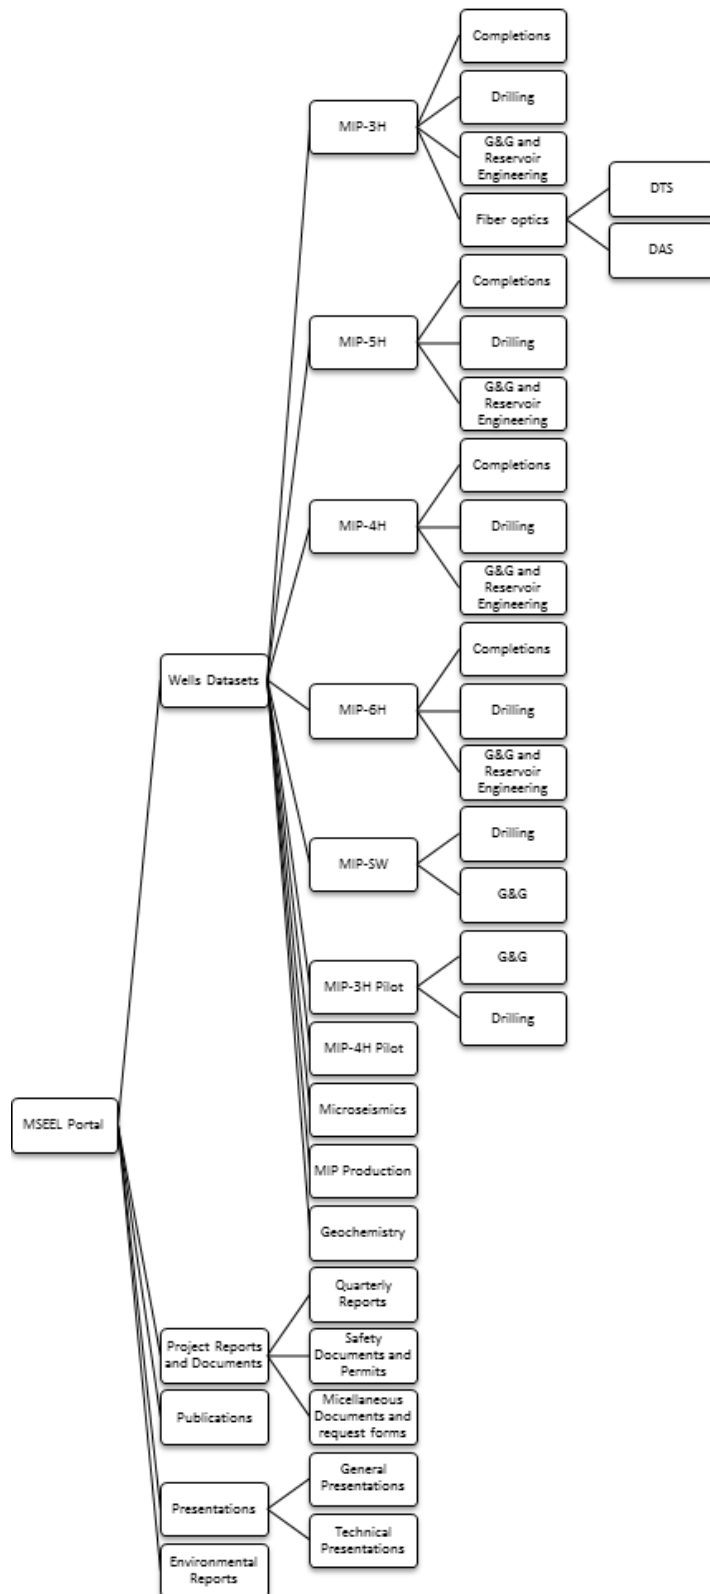 Completions
Drilling
MIP-3H
G&G and
Reservoir
Engineering
DTS
Fiber optics
DAS
Completions
MIP-5H
Drilling
G&G and
Reservoir
Engineering
Completions
MIP-4H
Drilling
G&G and
Reservoir
Engineering
Completions
Wells Datasets
MIP-6H
Drilling
G&G and
Reservoir
Engineering
Drilling
MIP-SW
G&G
G&G
MIP-3H Pilot
Drilling
MIP-4H Pilot
Microseismics
MSEEL Portal
MIP Production
Geochemistry
Quarterly
Reports
Project Reports
and Documents
Safety
Documents and
Permits
Publications
Micellaneous
Documents and
request forms
General
Presentations
Presentations
Technical
Presentations
Environmental
Reports